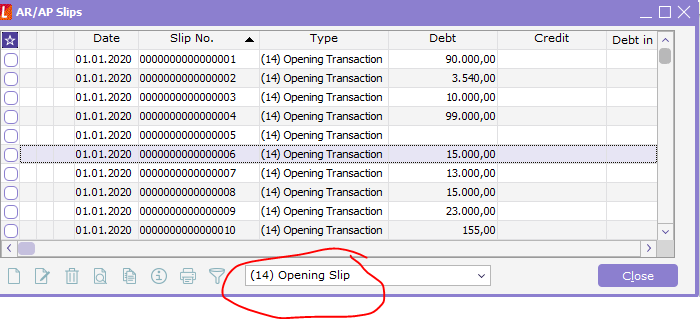 AR/AP Slips
Date Slip No. Type Debt Credit Debt in
01.01.2020 0000000000000001 (14) Opening Transaction 90.000,00
01.01.2020 0000000000000002 (14) Opening Transaction 3.540,00
01.01.2020 0000000000000003 (14) Opening Transaction 10.000,00
01.01.2020 0000000000000004 (14) Opening Transaction 99.000,00
01.01.2020 0000000000000005 (14) Opening Transaction
01.01.2020 0000000000000006 (14) Opening Transaction 15.000,00
01.01.2020 0000000000000007 (14) Opening Transaction 13.000,00
01.01.2020 0000000000000008 (14) Opening Transaction 15.000,00
01.01.2020 0000000000000009 (14) Opening Transaction 23.000,00
01.01.2020 0000000000000010 (14) Opening Transaction 155,00
(14) Opening Slip Close